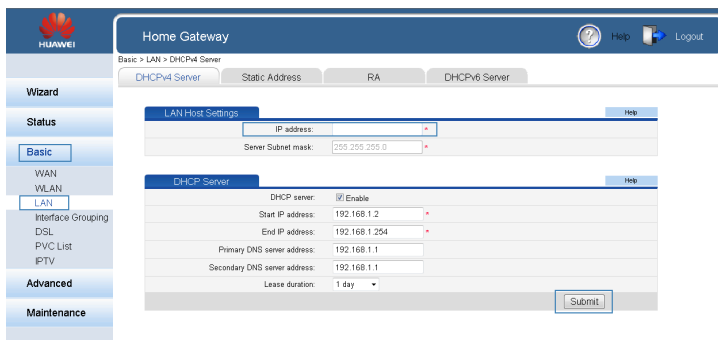 HUAWEI
Home Gateway
Help
Logout
Basic > LAN > DHCPv4 Server
DHCPv4 Server
Static Address
RA
DHCPv6 Server
Wizard
Status
Basic
WAN
WLAN
LAN
Interface Grouping
DSL
PVC List
IPTV
Advanced
Maintenance
LAN Host Settings
Help
IP address: *
Server Subnet mask: 255.255.255.0 *
DHCP Server
Help
DHCP server: Enable
Start IP address: 192.168.1.2 *
End IP address: 192.168.1.254 *
Primary DNS server address: 192.168.1.1
Secondary DNS server address: 192.168.1.1
Lease duration: 1 day
Submit